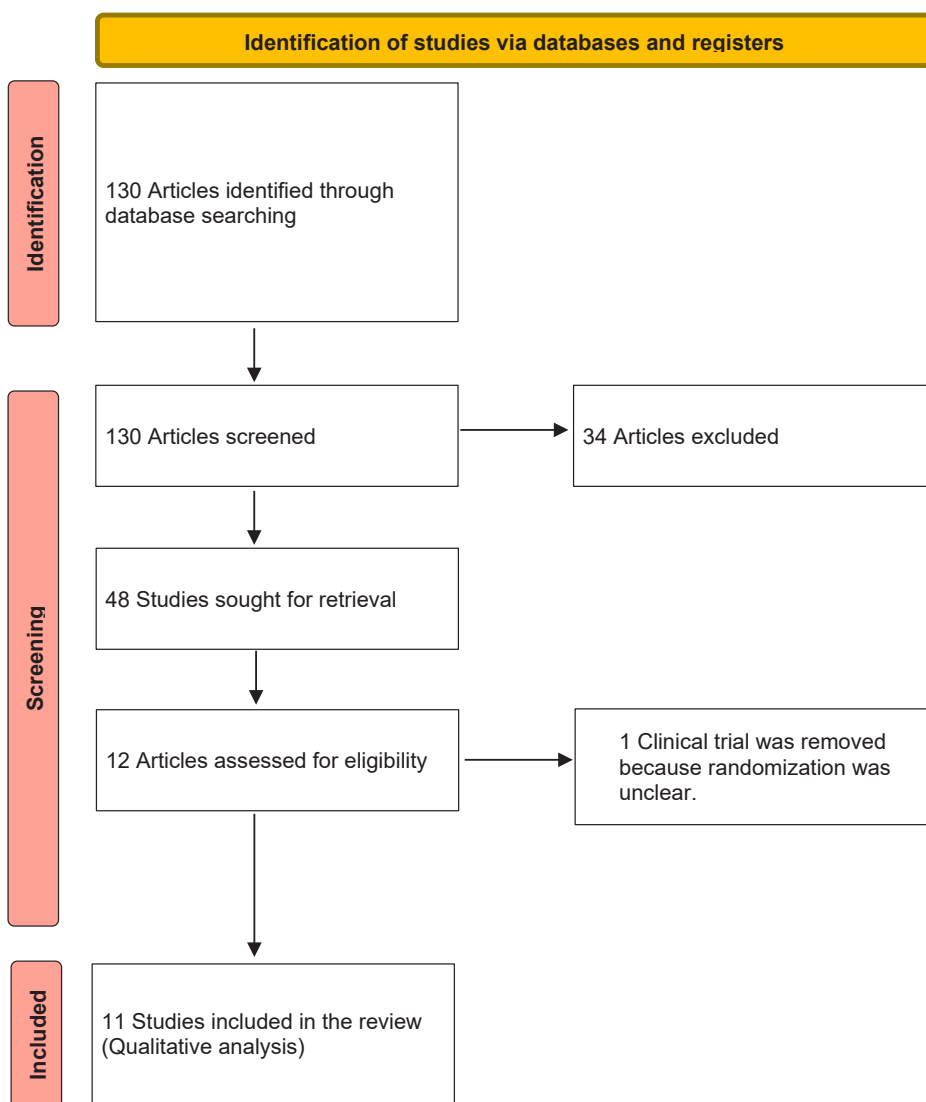 Identification of studies via databases and registers
Identification
130 Articles identified through
database searching
130 Articles screened
34 Articles excluded
Screening
48 Studies sought for retrieval
12 Articles assessed for eligibility
1 Clinical trial was removed
because randomization was
unclear.
Included
11 Studies included in the review
(Qualitative analysis)